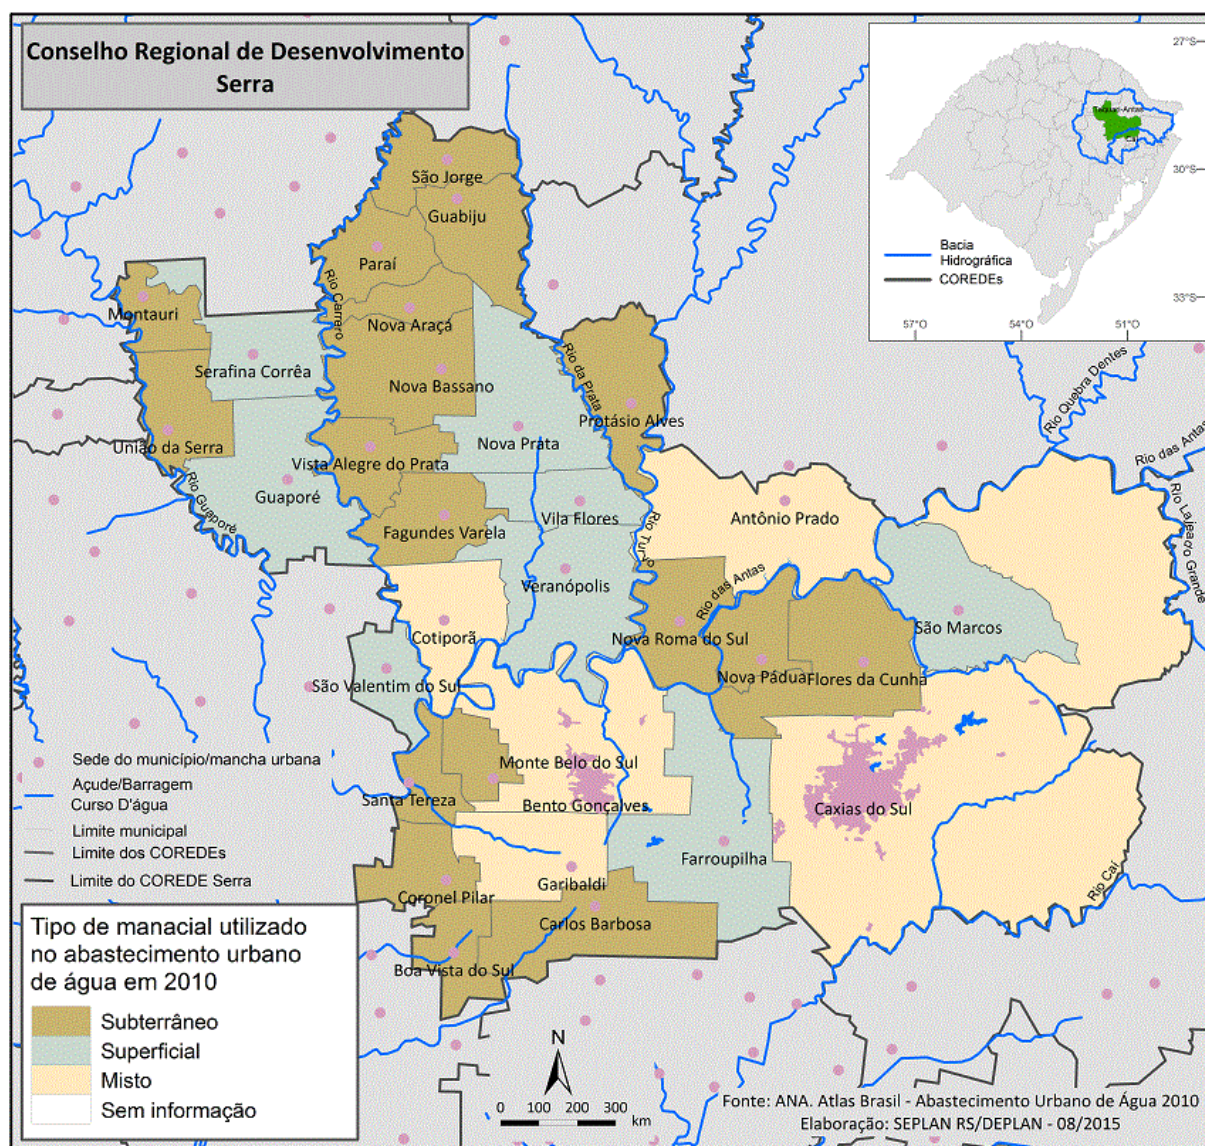 Conselho Regional de Desenvolvimento
Serra
27°S
30°S
33°S
57°O
54°O
51°O
Taquari-Antas
Bacia
Hidrográfica
COREDEs
São Jorge
Guabiju
Paraí
Rio Carrero
Nova Araçá
Montauri
Serafina Corrêa
Nova Bassano
Rio da Prata
Protásio Alves
Rio Quebra Dentes
Rio das Antas
União da Serra
Nova Prata
Vista Alegre do Prata
Guaporé
Rio Guaporé
Vila Flores
Antônio Prado
Fagundes Varela
Veranópolis
Rio das Antas
Cotiporã
Nova Roma do Sul
São Marcos
São Valentim do Sul
Nova Pádua
Flores da Cunha
Monte Belo do Sul
Santa Tereza
Bento Gonçalves
Caxias do Sul
Farroupilha
Garibaldi
Coronel Pilar
Carlos Barbosa
Rio Caí
Boa Vista do Sul
Sede do município/mancha urbana
Açude/Barragem
Curso D'água
Limite municipal
Limite dos COREDEs
Limite do COREDE Serra
Tipo de manacial utilizado
no abastecimento urbano
de água em 2010
Subterrâneo
Superficial
Misto
Sem informação
N
0 100 200 300
km
Fonte: ANA. Atlas Brasil - Abastecimento Urbano de Água 2010
Elaboração: SEPLAN RS/DEPLAN - 08/2015